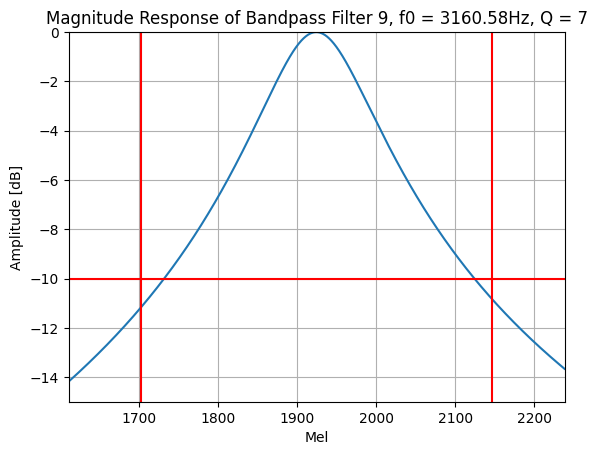 Magnitude Response of Bandpass Filter 9, f0 = 3160.58Hz, Q = 7
Amplitude [dB]
0
−2
−4
−6
−8
−10
−12
−14
1700 1800 1900 2000 2100 2200
Mel